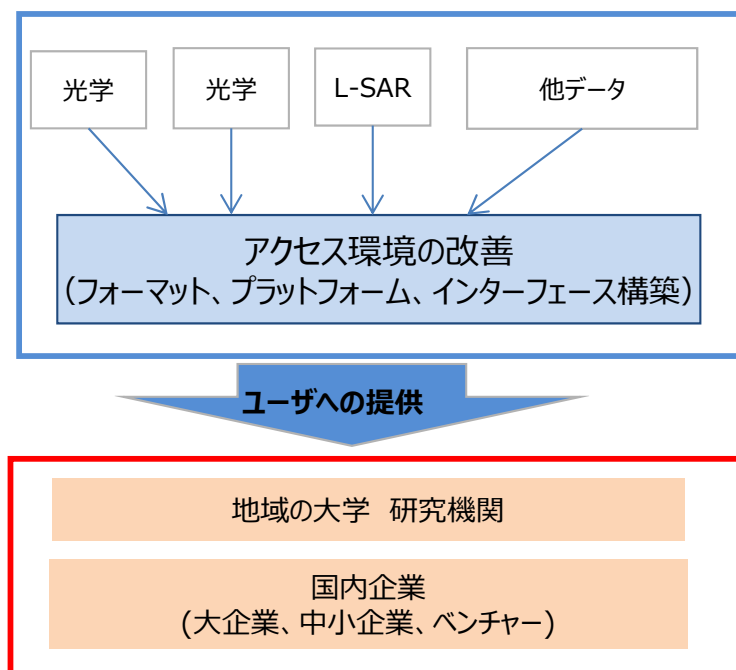 光学
光学
L-SAR
他データ
アクセス環境の改善
（フォーマット、プラットフォーム、インターフェース構築）
ユーザへの提供
地域の大学 研究機関
国内企業
(大企業、中小企業、ベンチャー)